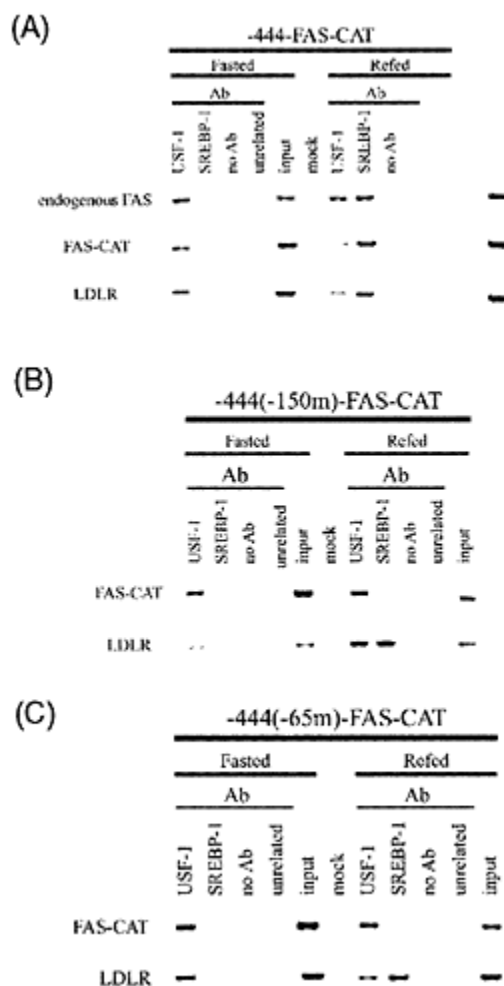 (A)
-444-FAS-CAT
Fasted Refed
Ab Ab
USF-1 SREBP-1 no Ab unrelated input mock USF-1 SREBP-1 no Ab
endogenous FAS
FAS-CAT
LDLR
(B)
-444(-150m)-FAS-CAT
Fasted Refed
Ab Ab
USF-1 SREBP-1 no Ab unrelated input mock USF-1 SREBP-1 no Ab unrelated input
FAS-CAT
LDLR
(C)
-444(-65m)-FAS-CAT
Fasted Refed
Ab Ab
USF-1 SREBP-1 no Ab unrelated input mock USF-1 SREBP-1 no Ab unrelated input
FAS-CAT
LDLR